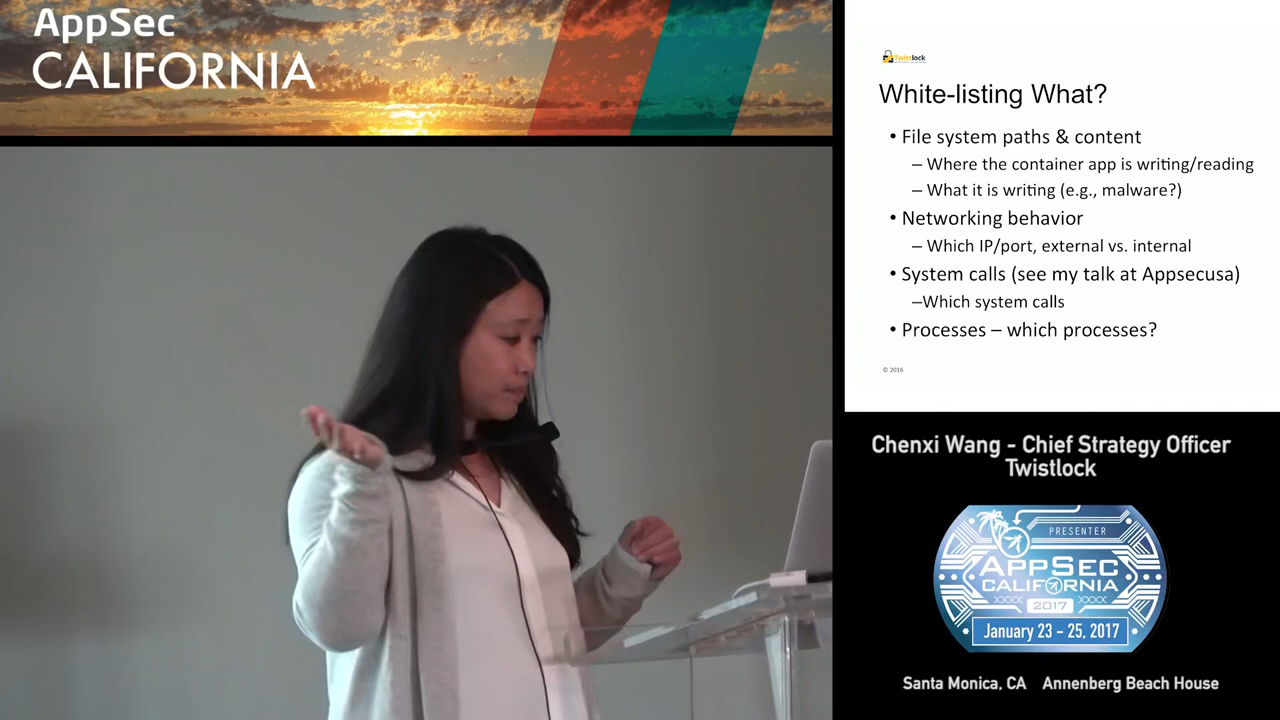 AppSec
CALIFORNIA
Twistlock
White-listing What?
• File system paths & content
– Where the container app is writing/reading
– What it is writing (e.g., malware?)
• Networking behavior
– Which IP/port, external vs. internal
• System calls (see my talk at Appsecusa)
–Which system calls
• Processes – which processes?
© 2016
Chenxi Wang - Chief Strategy Officer
Twistlock
PRESENTER
APPSEC
CALIFORNIA
2017
January 23 - 25, 2017
Santa Monica, CA Annenberg Beach House